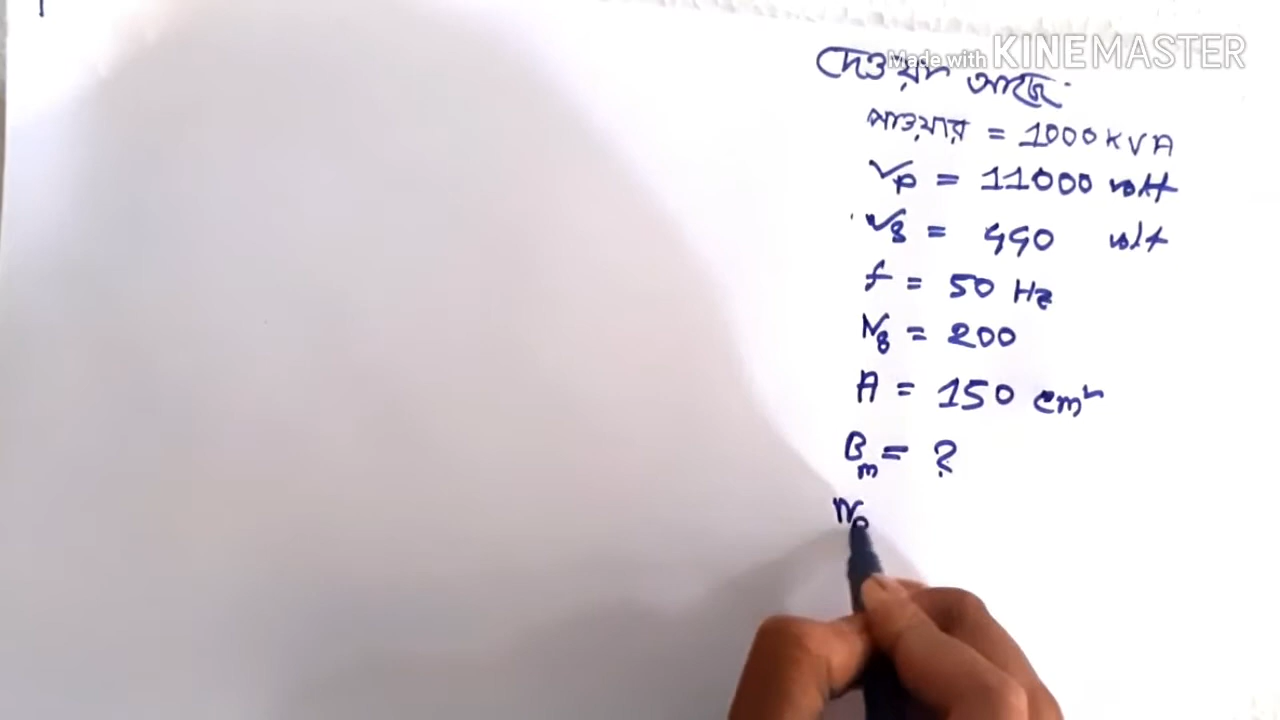 Made with KINEMASTER
দেওয়া আছে
পাওয়ার = 1000 KVA
Vp = 11000 volt
Vs = 440 volt
f = 50 Hz
Ns = 200
A = 150 cm²
Bm = ?
Np